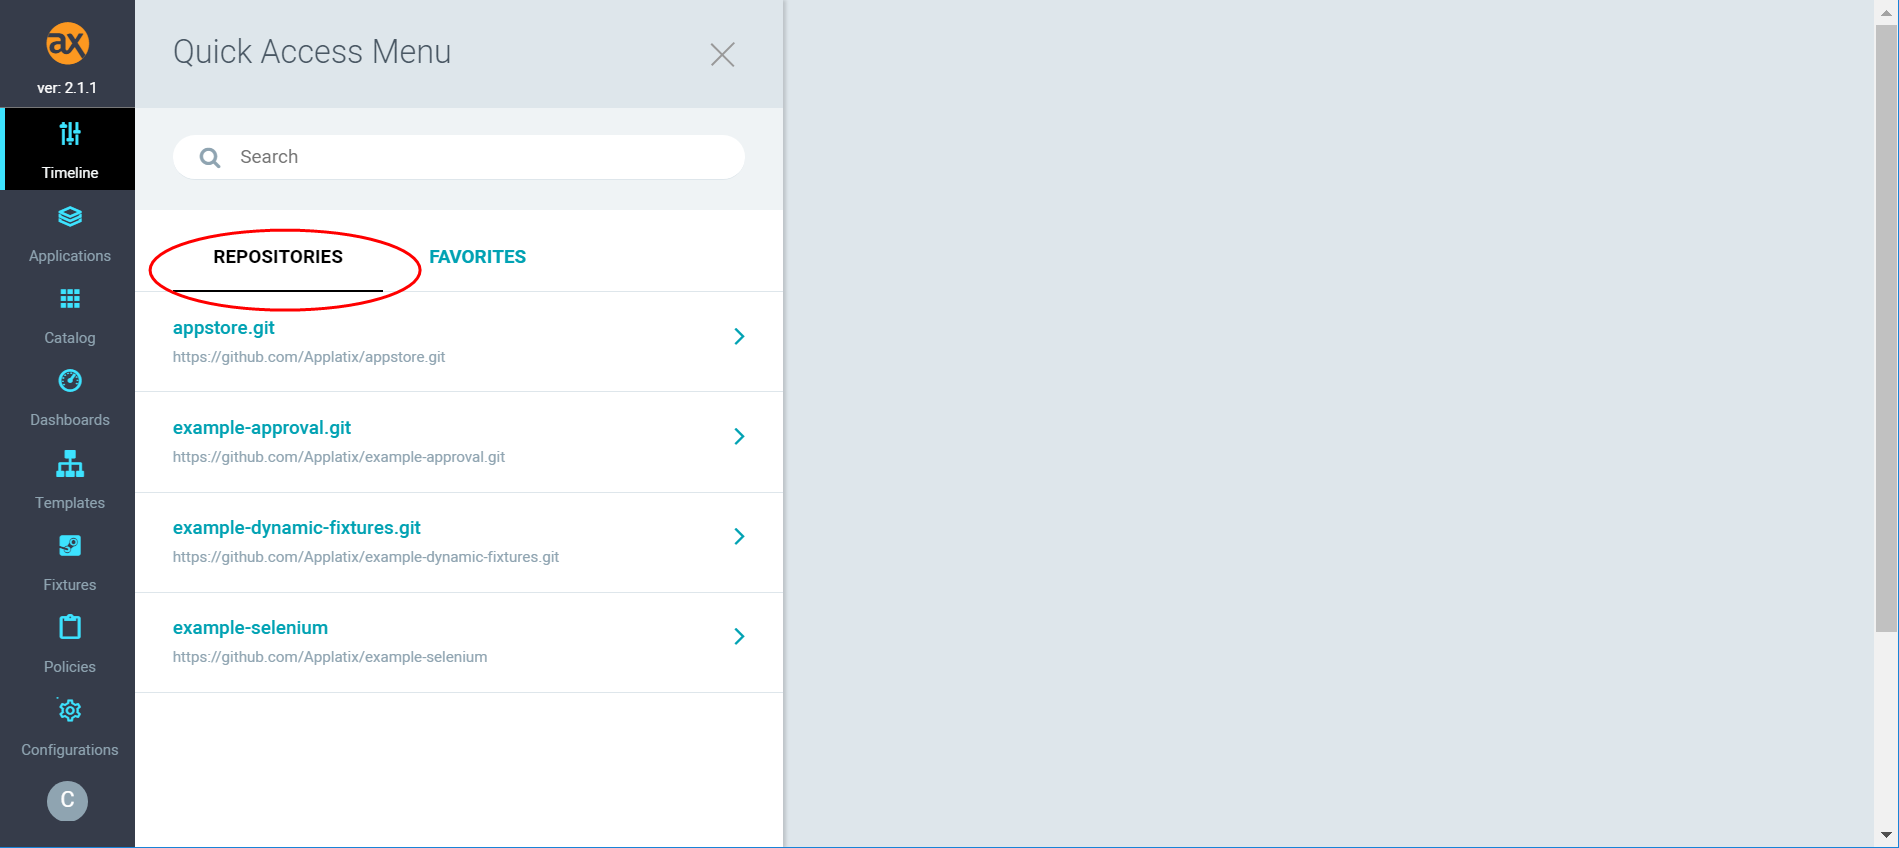 ax
ver: 2.1.1
Timeline
Applications
Catalog
Dashboards
Templates
Fixtures
Policies
Configurations
C
Quick Access Menu
Search
REPOSITORIES FAVORITES
appstore.git
https://github.com/Applatix/appstore.git
example-approval.git
https://github.com/Applatix/example-approval.git
example-dynamic-fixtures.git
https://github.com/Applatix/example-dynamic-fixtures.git
example-selenium
https://github.com/Applatix/example-selenium